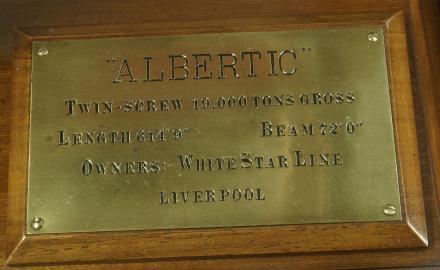 "ALBERTIC"
TWIN-SCREW 19,000 TONS GROSS
LENGTH 614'9" BEAM 72'0"
OWNERS: WHITE STAR LINE
LIVERPOOL